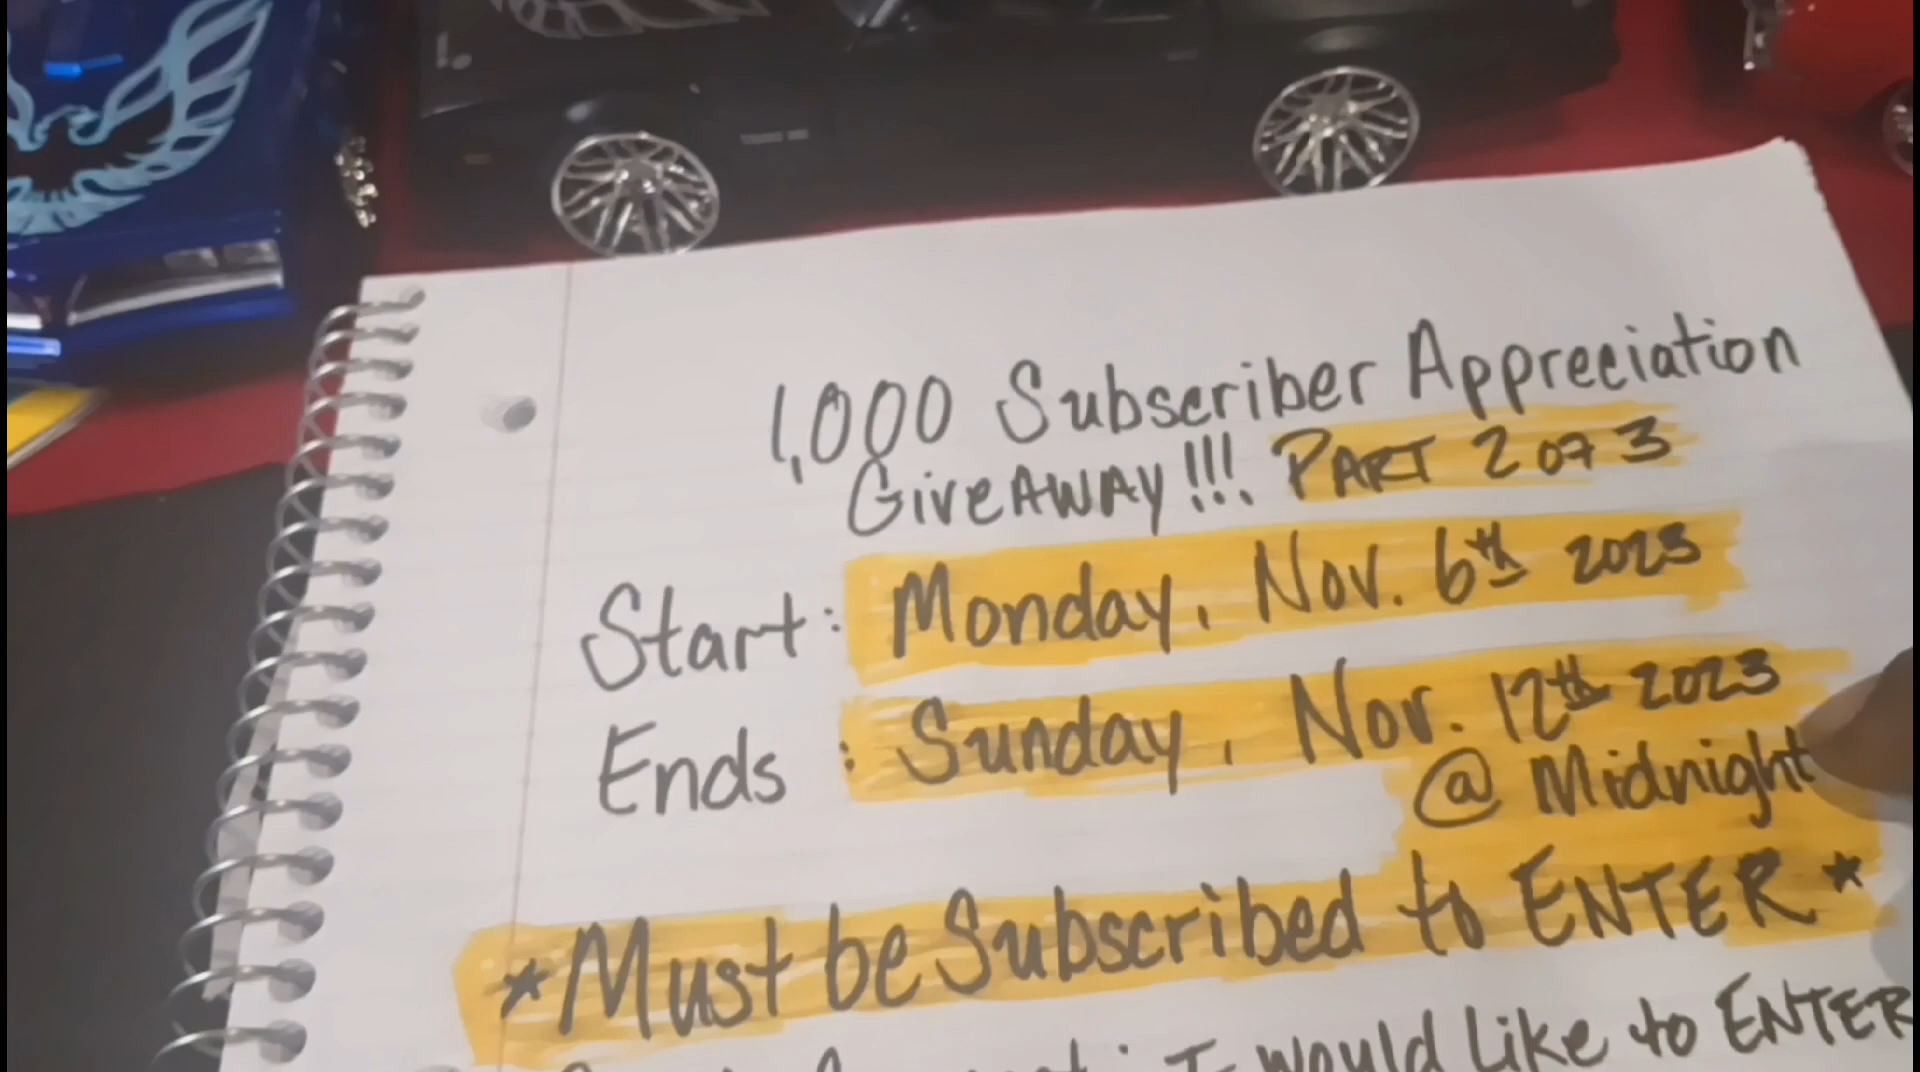 1,000 Subscriber Appreciation
GiveAWAY!!! PART 2 of 3
Start: Monday, Nov. 6th 2023
Ends: Sunday, Nov. 12th 2023
@ Midnight
*Must be Subscribed to ENTER*
I would Like to ENTER